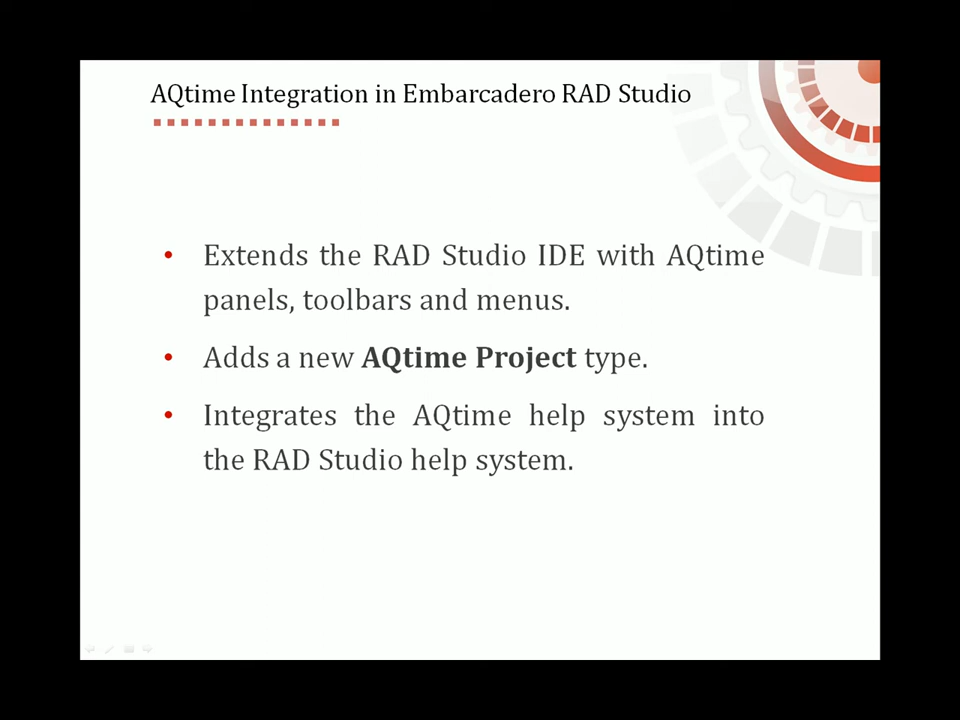 AQtime Integration in Embarcadero RAD Studio
• Extends the RAD Studio IDE with AQtime
panels, toolbars and menus.
• Adds a new AQtime Project type.
• Integrates the AQtime help system into
the RAD Studio help system.